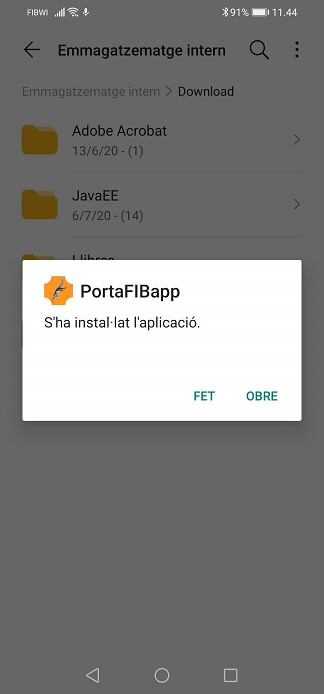 FIBWI 91% 11.44
Emmagatzematge intern
Emmagatzematge intern > Download
Adobe Acrobat
13/6/20 - (1)
JavaEE
6/7/20 - (14)
Llibres
PortaFIBapp
S'ha instal·lat l'aplicació.
FET OBRE